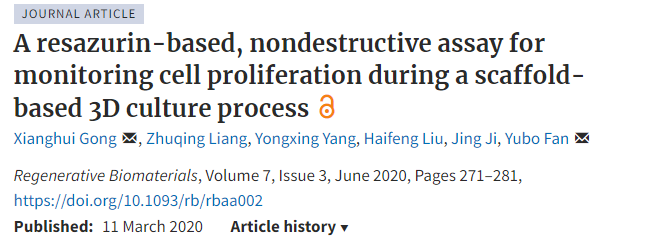 JOURNAL ARTICLE
A resazurin-based, nondestructive assay for
monitoring cell proliferation during a scaffold-
based 3D culture process
Xianghui Gong, Zhuqing Liang, Yongxing Yang, Haifeng Liu, Jing Ji, Yubo Fan
Regenerative Biomaterials, Volume 7, Issue 3, June 2020, Pages 271–281,
https://doi.org/10.1093/rb/rbaa002
Published: 11 March 2020 Article history ▾